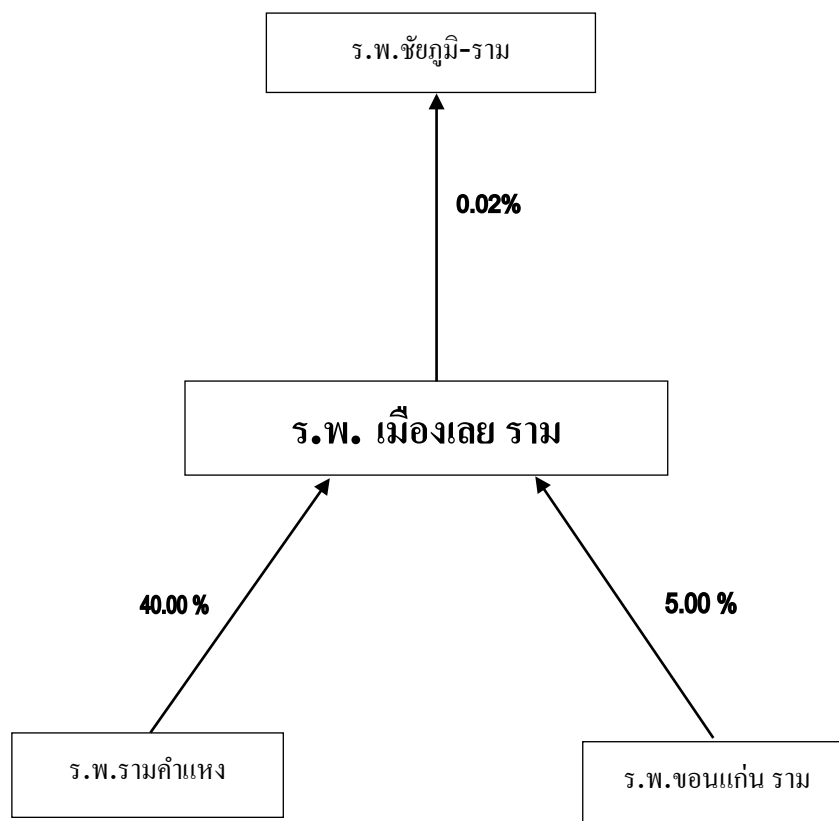 ร.พ.ชัยภูมิ-ราม
0.02%
ร.พ. เมืองเลย ราม
40.00 %
5.00 %
ร.พ.รามคำแหง
ร.พ.ขอนแก่น ราม